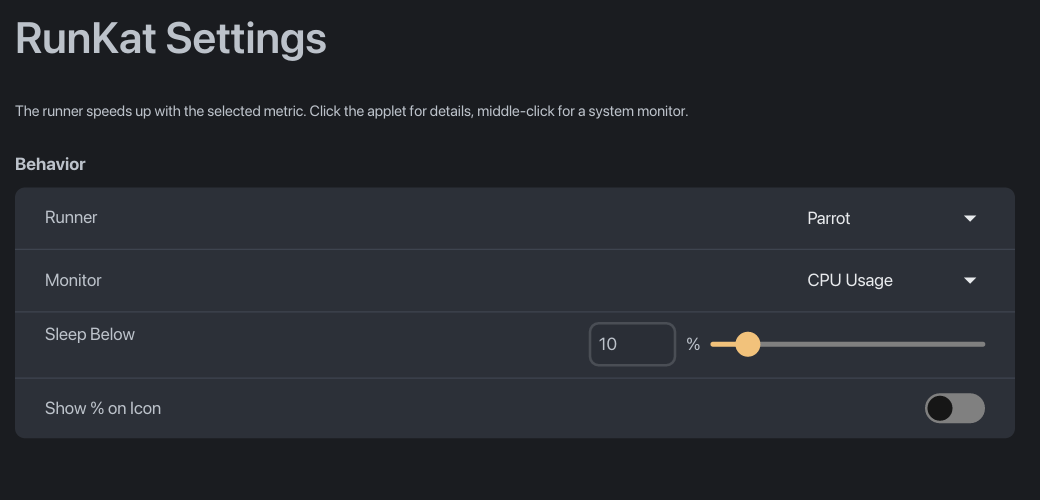 RunKat Settings
The runner speeds up with the selected metric. Click the applet for details, middle-click for a system monitor.
Behavior
Runner Parrot
Monitor CPU Usage
Sleep Below 10 %
Show % on Icon